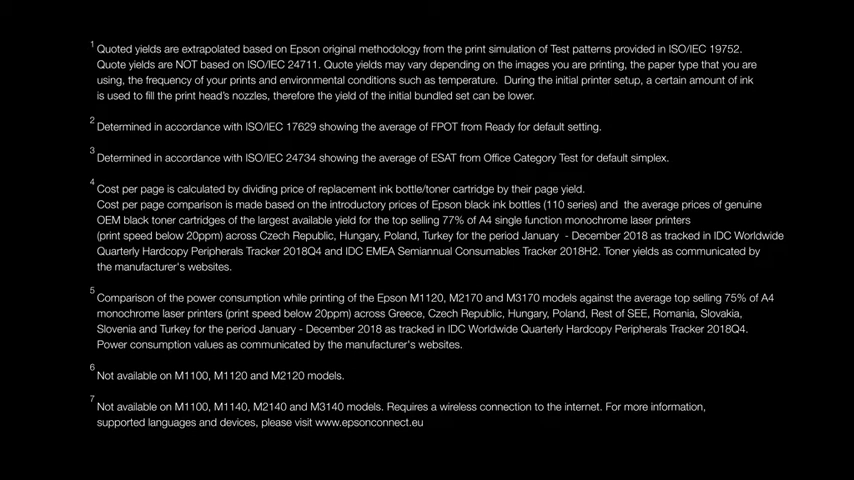 1 Quoted yields are extrapolated based on Epson original methodology from the print simulation of Test patterns provided in ISO/IEC 19752.
Quote yields are NOT based on ISO/IEC 24711. Quote yields may vary depending on the images you are printing, the paper type that you are
using, the frequency of your prints and environmental conditions such as temperature. During the initial printer setup, a certain amount of ink
is used to fill the print head's nozzles, therefore the yield of the initial bundled set can be lower.
2 Determined in accordance with ISO/IEC 17629 showing the average of FPOT from Ready for default setting.
3 Determined in accordance with ISO/IEC 24734 showing the average of ESAT from Office Category Test for default simplex.
4 Cost per page is calculated by dividing price of replacement ink bottle/toner cartridge by their page yield.
Cost per page comparison is made based on the introductory prices of Epson black ink bottles (110 series) and the average prices of genuine
OEM black toner cartridges of the largest available yield for the top selling 77% of A4 single function monochrome laser printers
(print speed below 20ppm) across Czech Republic, Hungary, Poland, Turkey for the period January - December 2018 as tracked in IDC Worldwide
Quarterly Hardcopy Peripherals Tracker 2018Q4 and IDC EMEA Semiannual Consumables Tracker 2018H2. Toner yields as communicated by
the manufacturer's websites.
5 Comparison of the power consumption while printing of the Epson M1120, M2170 and M3170 models against the average top selling 75% of A4
monochrome laser printers (print speed below 20ppm) across Greece, Czech Republic, Hungary, Poland, Rest of SEE, Romania, Slovakia,
Slovenia and Turkey for the period January - December 2018 as tracked in IDC Worldwide Quarterly Hardcopy Peripherals Tracker 2018Q4.
Power consumption values as communicated by the manufacturer's websites.
6 Not available on M1100, M1120 and M2120 models.
7 Not available on M1100, M1140, M2140 and M3140 models. Requires a wireless connection to the internet. For more information,
supported languages and devices, please visit www.epsonconnect.eu